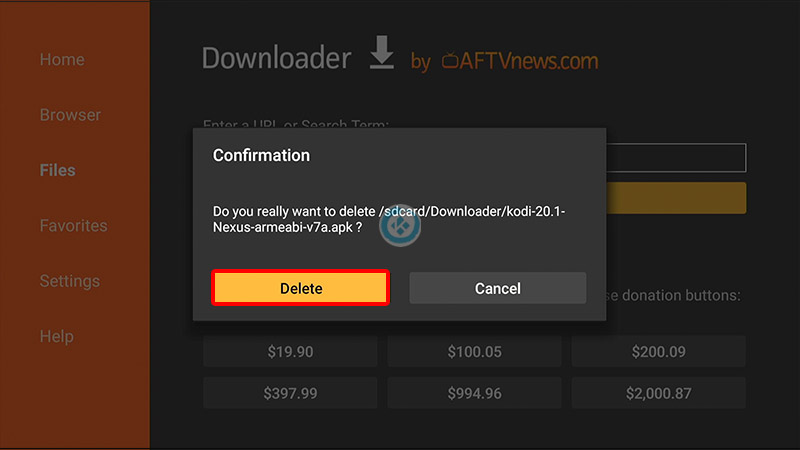 Home
Browser
Files
Favorites
Settings
Help
Downloader by AFTVnews.com
Enter a URL or Search Term:
Confirmation
Do you really want to delete /sdcard/Downloader/kodi-20.1-
Nexus-armeabi-v7a.apk ?
Delete Cancel
se donation buttons:
$19.90 $100.05 $200.09
$397.99 $994.96 $2,000.87